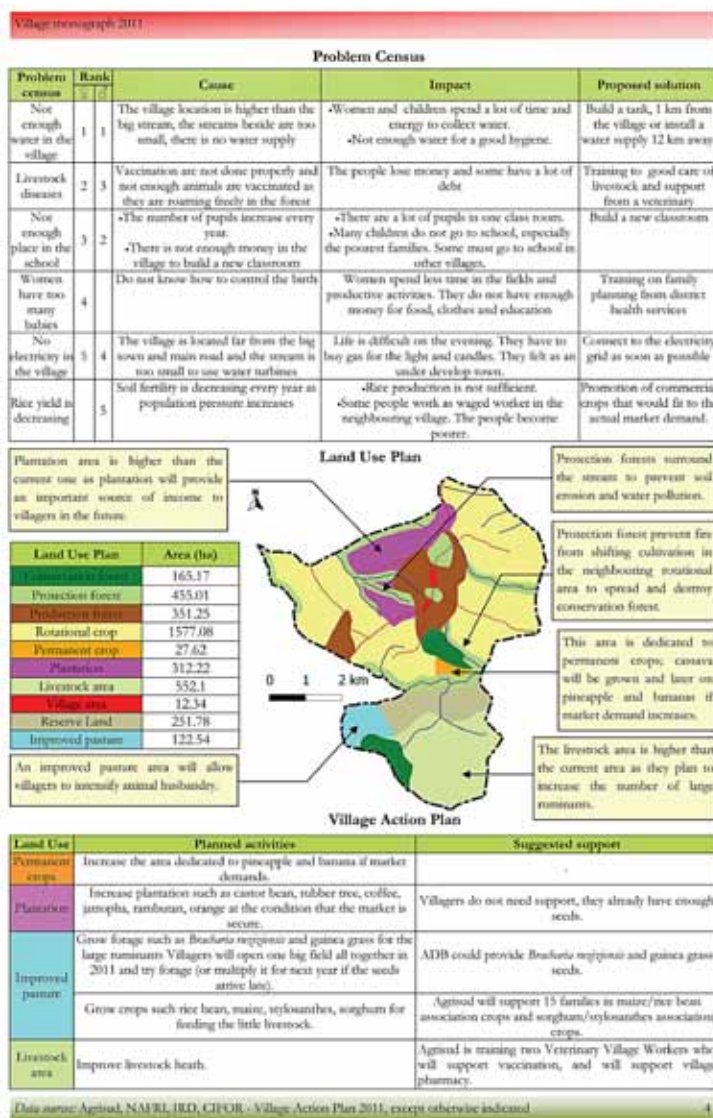 Village monograph 2011
Problem Census
Problem census
Rank
♀ ♂
Cause
Impact
Proposed solution
Not enough water in the village
1
1
The village location is higher than the
big stream, the streams beside are too
small, there is no water supply
•Women and children spend a lot of time and
energy to collect water.
•Not enough water for a good hygiene.
Build a tank, 1 km from
the village or install a
water supply 12 km away
Livestock diseases
2
3
Vaccination are not done properly and
not enough animals are vaccinated as
they are roaming freely in the forest
The people lose money and some have a lot of
debt
Training to good care of
livestock and support
from a veterinary
Not enough place in the school
3
2
•The number of pupils increase every
year.
•There is not enough money in the
village to build a new classroom
•There are a lot of pupils in one class room.
•Many children do not go to school, especially
the poorest families. Some must go to school in
other villages.
Build a new classroom
Women have too many babies
4
Do not know how to control the birth
Women spend less time in the fields and
productive activities. They do not have enough
money for food, clothes and education
Training on family
planning from district
health services
No electricity in the village
5
4
The village is located far from the big
town and main road and the stream is
too small to use water turbines
Life is difficult on the evening. They have to
buy gas for the light and candles. They felt as an
under develop town.
Connect to the electricity
grid as soon as possible
Rice yield is decreasing
5
Soil fertility is decreasing every year as
population pressure increases
•Rice production is not sufficient.
•Some people work as waged worker in the
neighbouring village. The people become
poorer.
Promotion of commercial
crops that would fit to the
actual market demand.
Land Use Plan
Plantation area is higher than the
current one as plantation will provide
an important source of income to
villagers in the future.
Protection forests surround
the stream to prevent soil
erosion and water pollution.
Protection forest prevent fire
from shifting cultivation in
the neighbouring rotational
area to spread and destroy
conservation forest.
This area is dedicated to
permanent crops; cassava
will be grown and later on
pineapple and bananas if
market demand increases.
The livestock area is higher than
the current area as they plan to
increase the number of large
ruminants.
Land Use Plan Area (ha)
Conservation forest 165.17
Protection forest 455.01
Production forest 351.25
Rotational crop 1577.08
Permanent crop 27.62
Plantation 312.22
Livestock area 552.1
Village area 12.34
Reserve Land 251.78
Improved pasture 122.54
0 1 2 km
An improved pasture area will allow
villagers to intensify animal husbandry.
Village Action Plan
Land Use
Planned activities
Suggested support
Permanent crops
Increase the area dedicated to pineapple and banana if market
demands.
-
Plantation
Increase plantation such as castor bean, rubber tree, coffee,
jatropha, rambutan, orange at the condition that the market is
secure.
Villagers do not need support, they already have enough
seeds.
Improved pasture
Grow forage such as and guinea grass for the
large ruminants Villagers will open one big field all together in
2011 and try forage (or multiply it for next year if the seeds
arrive late).
ADB could provide and guinea grass
seeds.
Grow crops such rice bean, maize, stylosanthes, sorghum for
feeding the little livestock.
Agrisud will support 15 families in maize/rice bean
association crops and sorghum/stylosanthes association
crops.
Livestock area
Improve livestock heath.
Agrisud is training two Veterinary Village Workers who
will support vaccination, and will support village
pharmacy.
Data source: Agrisud, NAFRI, IRD, CIFOR - Village Action Plan 2011, except otherwise indicated
4